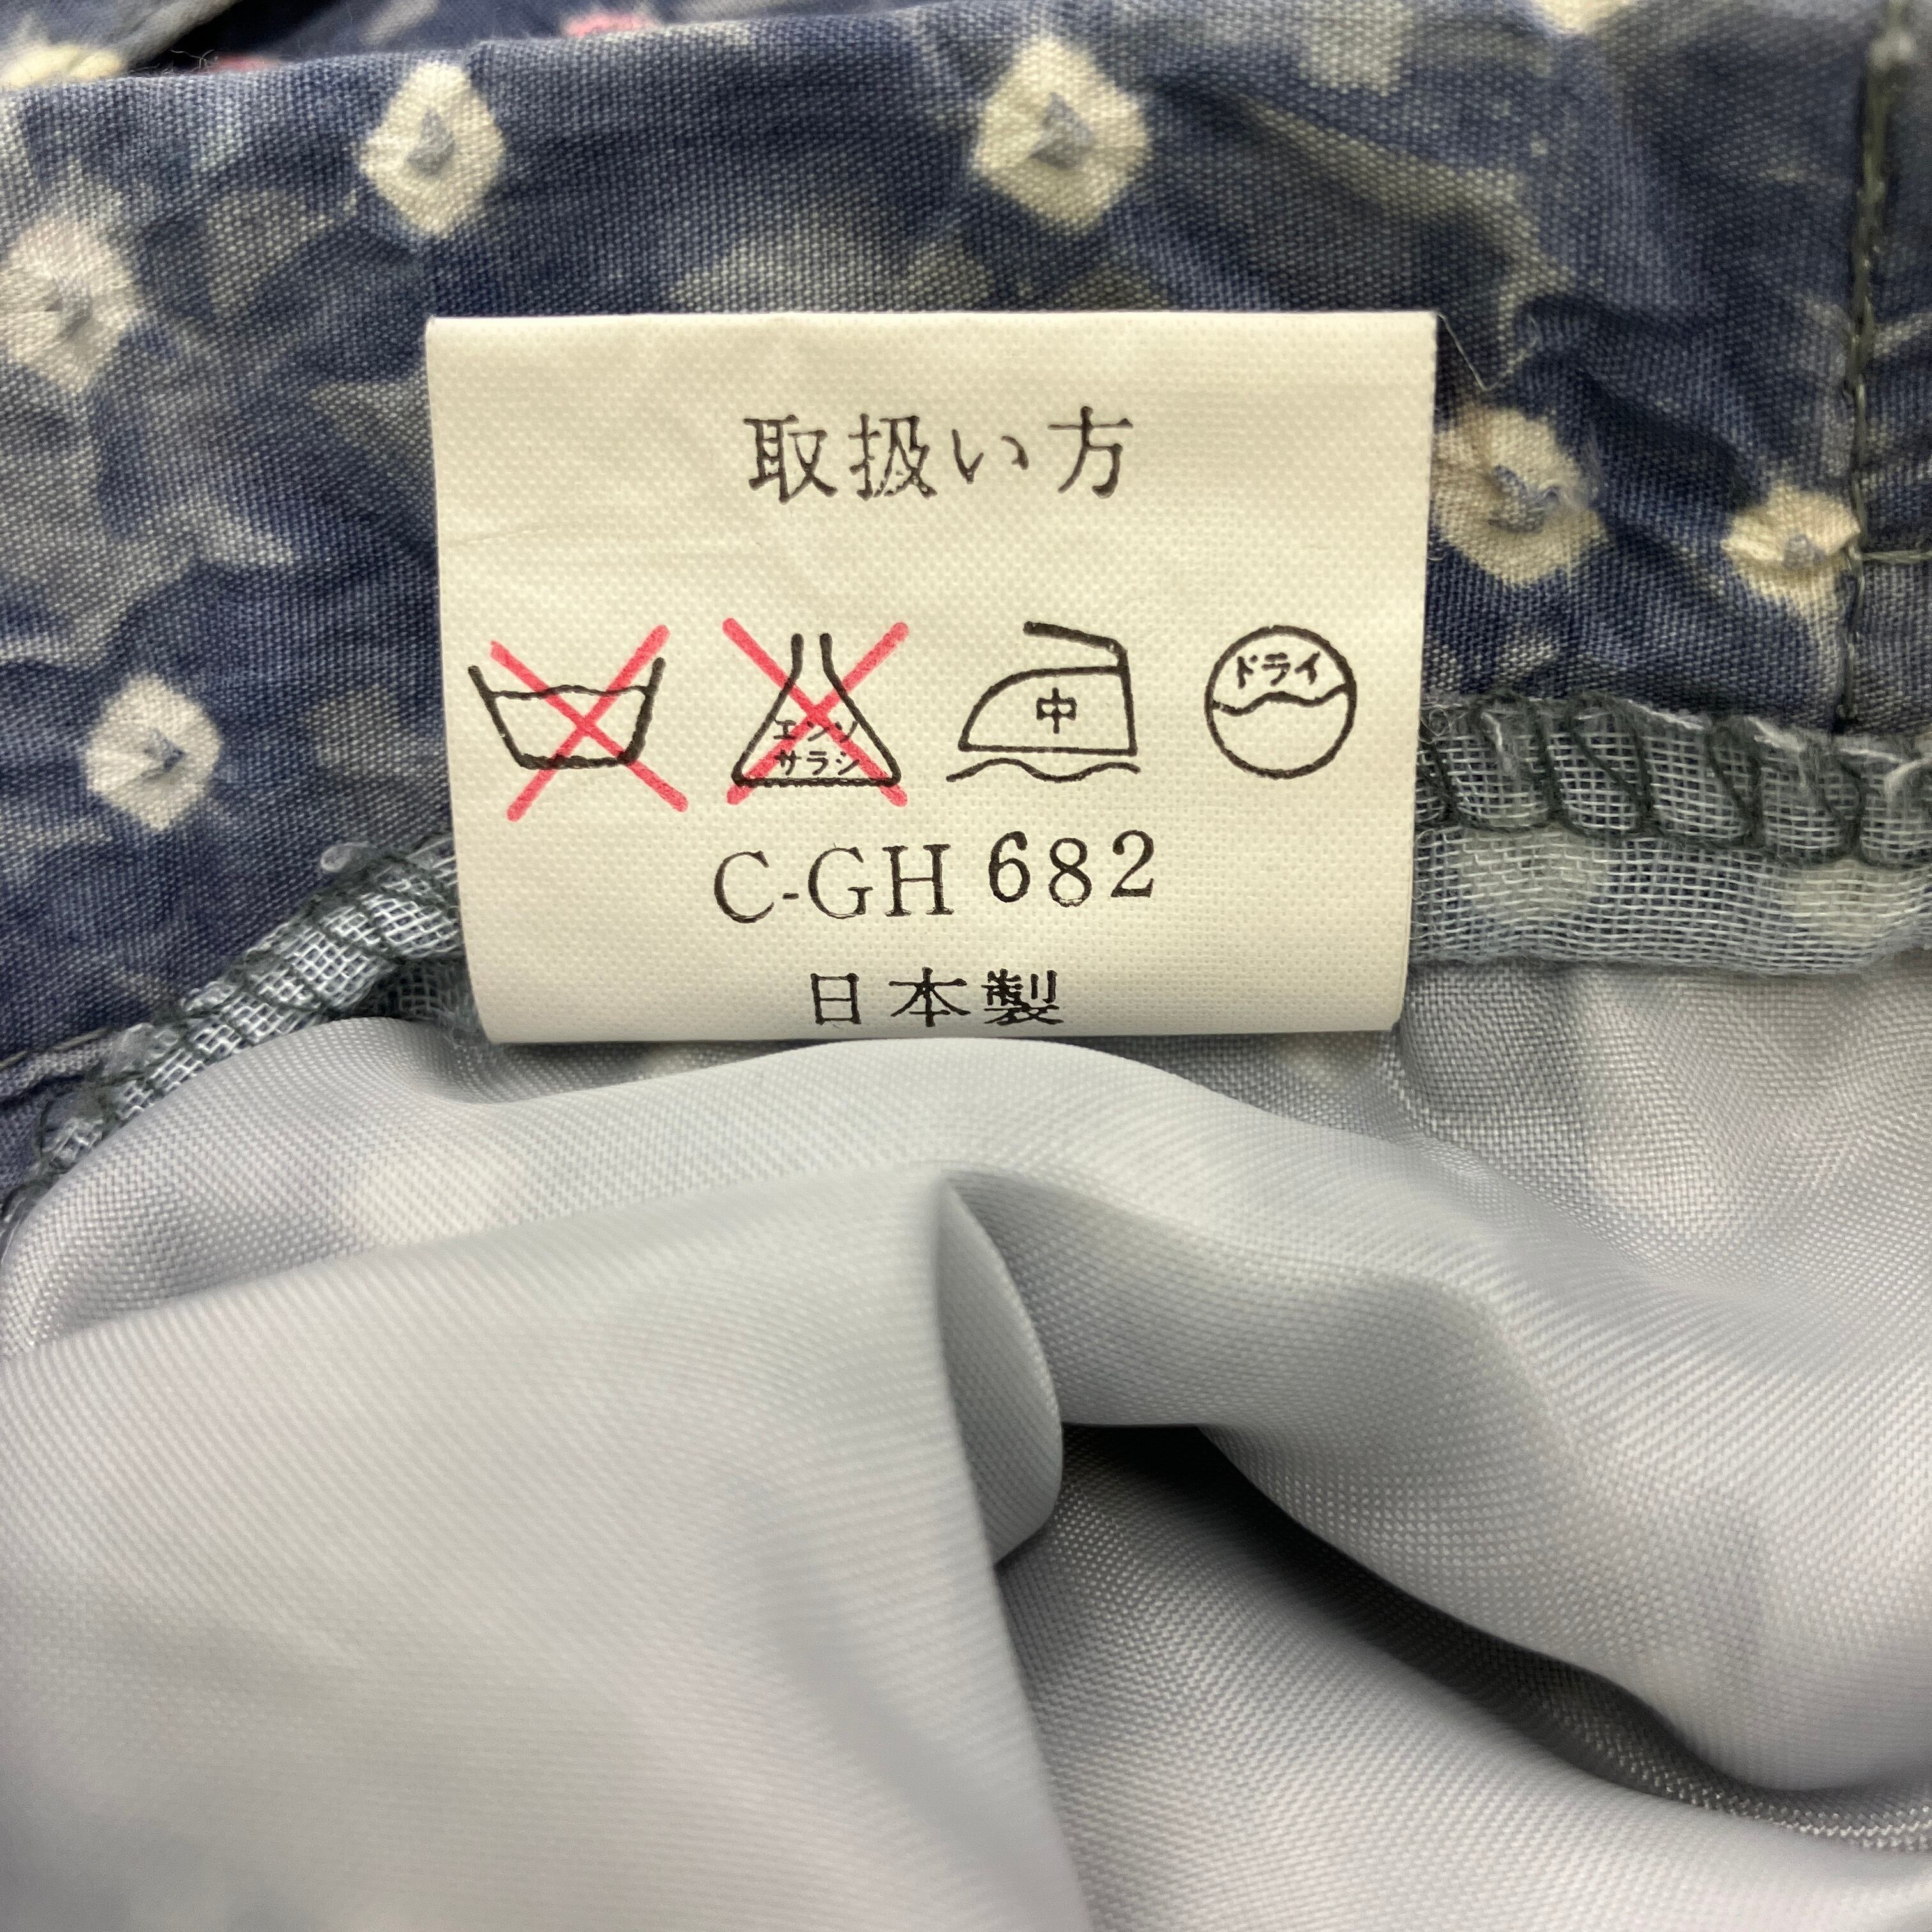 取扱い方
エンソ
サラシ
中
ドライ
C-GH 682
日本製